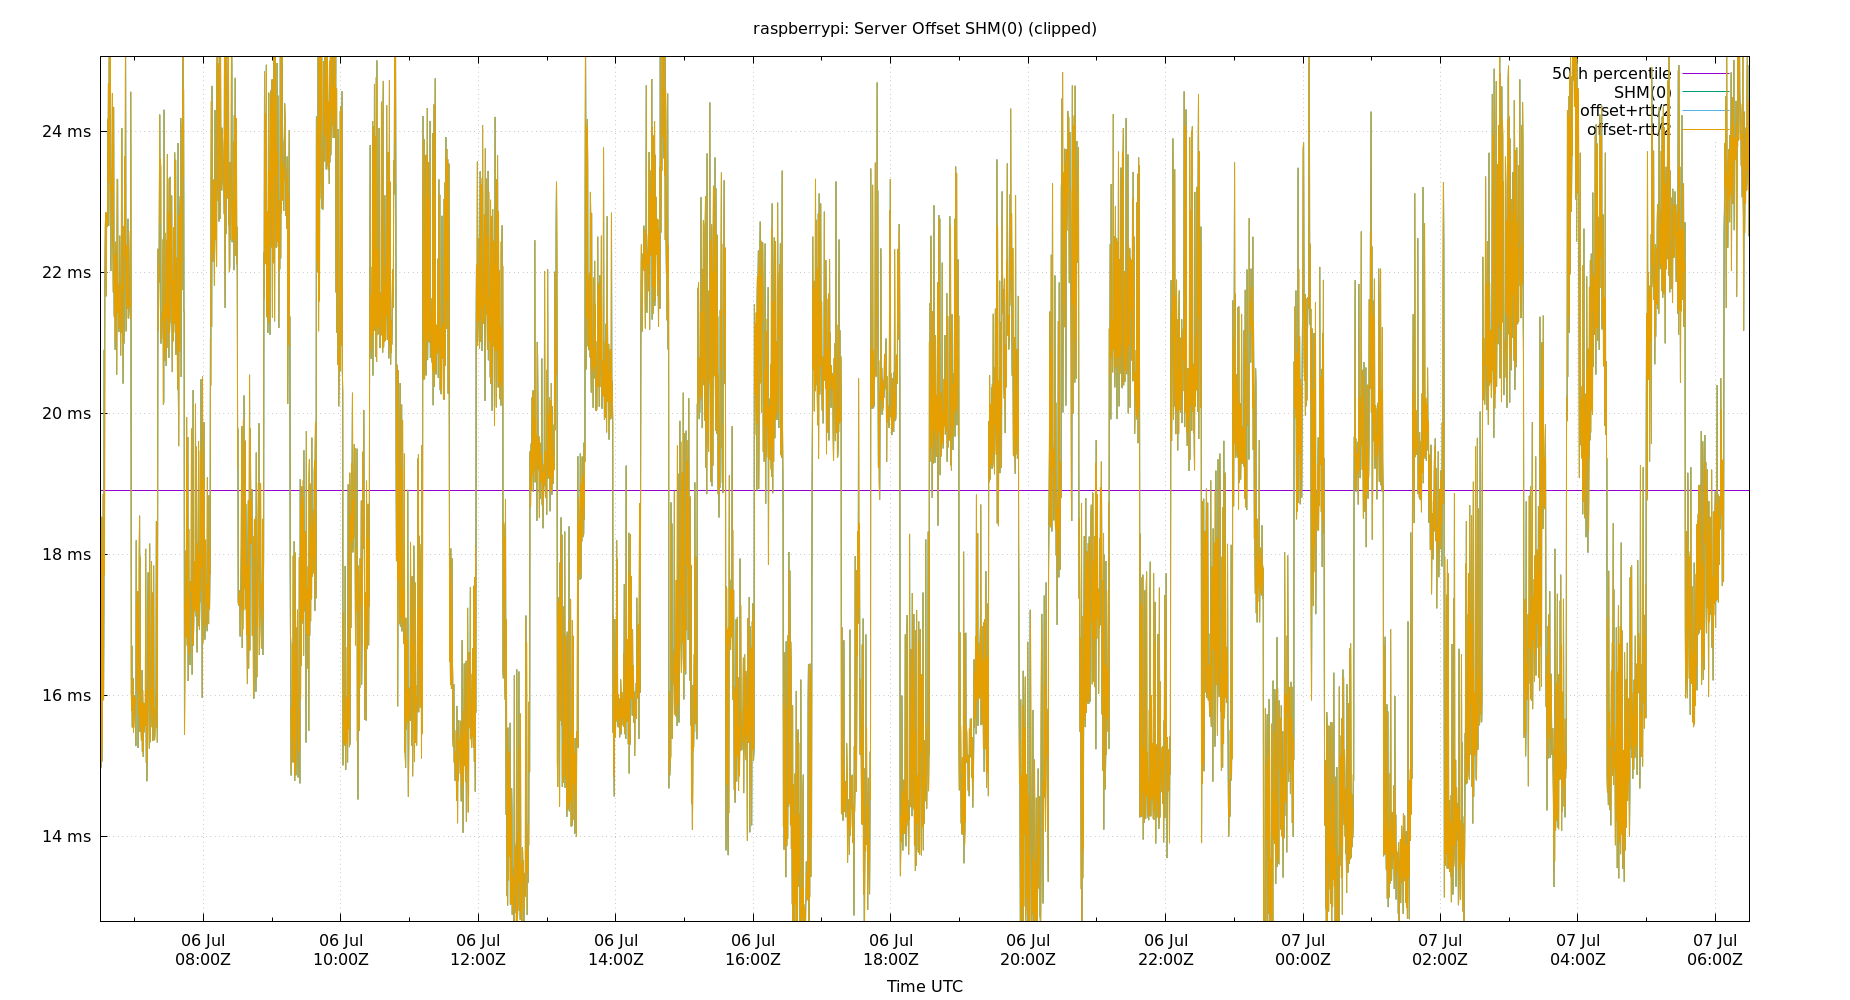 raspberrypi: Server Offset SHM(0) (clipped)
50th percentile
SHM(0)
offset+rtt/2
offset-rtt/2
24 ms
22 ms
20 ms
18 ms
16 ms
14 ms
06 Jul 06 Jul 06 Jul 06 Jul 06 Jul 06 Jul 06 Jul 06 Jul 07 Jul 07 Jul 07 Jul 07 Jul
08:00Z 10:00Z 12:00Z 14:00Z 16:00Z 18:00Z 20:00Z 22:00Z 00:00Z 02:00Z 04:00Z 06:00Z
Time UTC